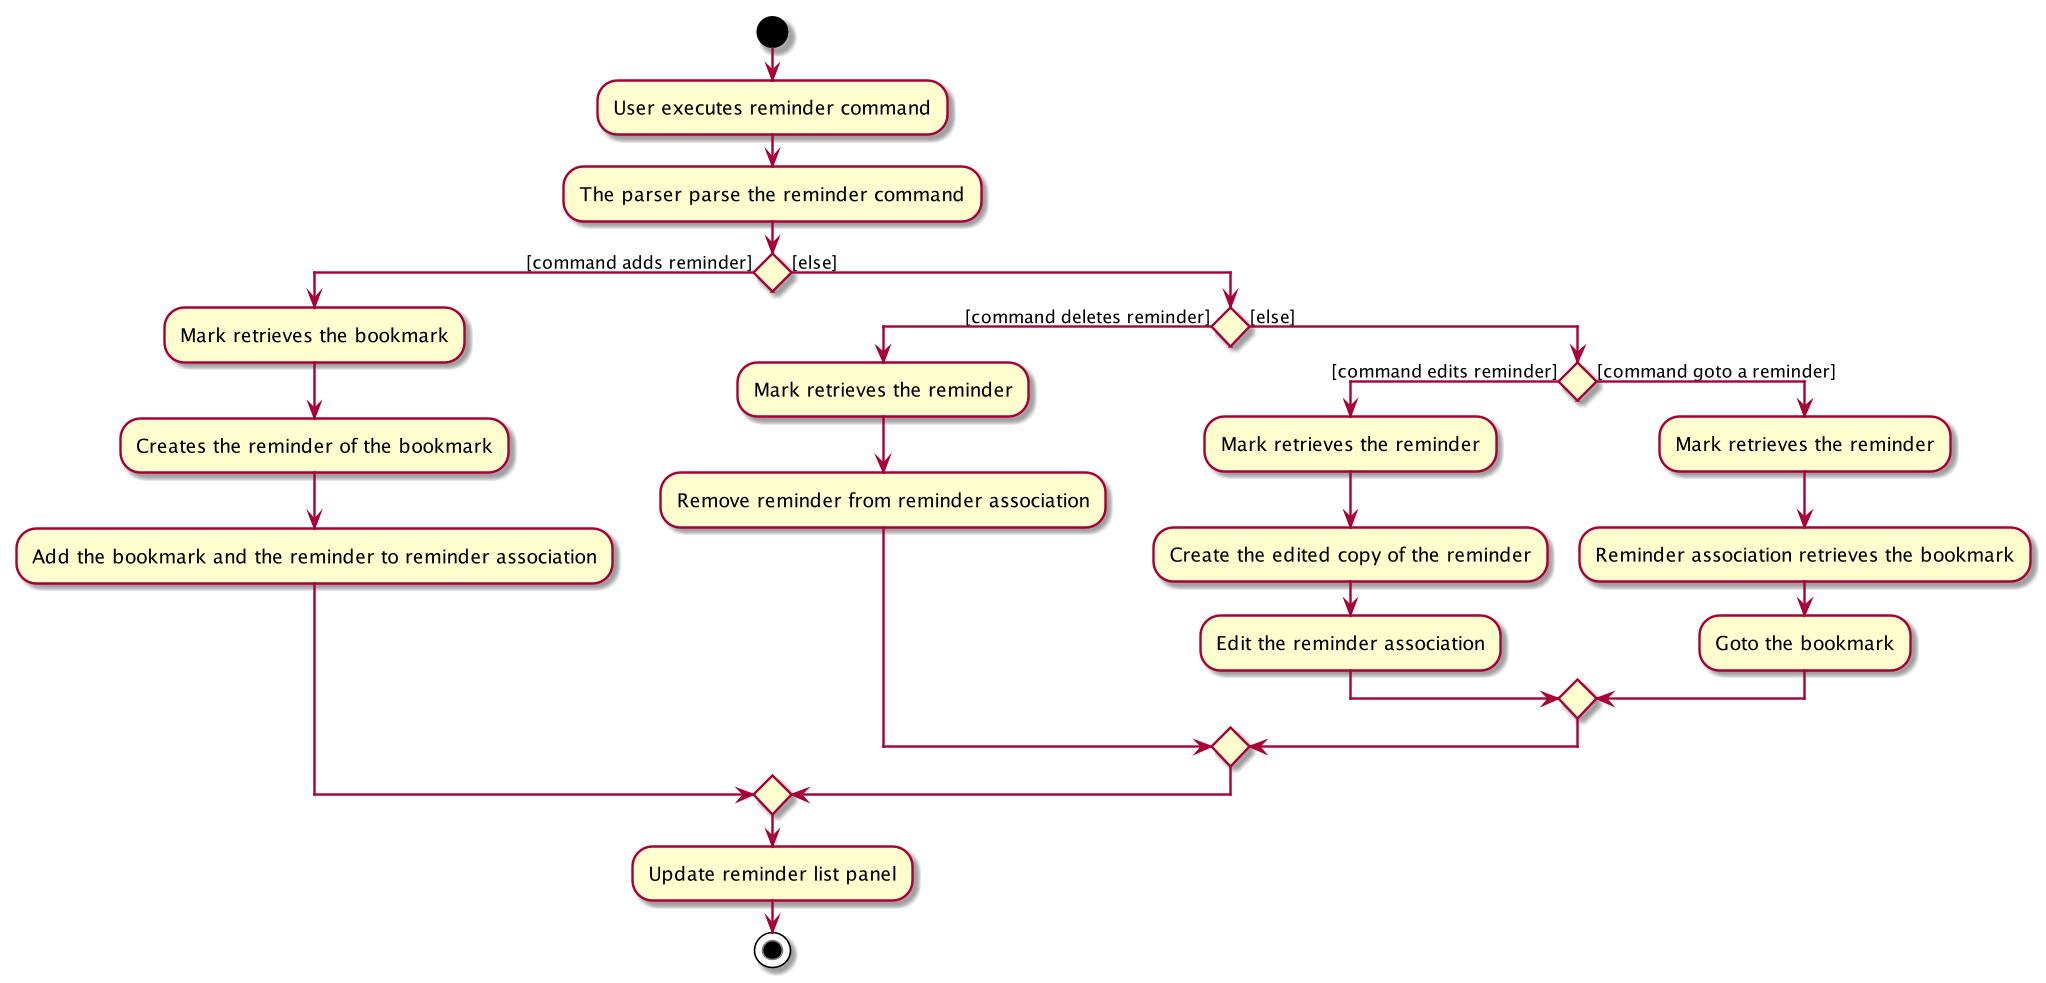 User executes reminder command
The parser parse the reminder command
[command adds reminder]
[else]
Mark retrieves the bookmark
Creates the reminder of the bookmark
Add the bookmark and the reminder to reminder association
[command deletes reminder]
[else]
Mark retrieves the reminder
Remove reminder from reminder association
[command edits reminder]
[command goto a reminder]
Mark retrieves the reminder
Create the edited copy of the reminder
Edit the reminder association
Mark retrieves the reminder
Reminder association retrieves the bookmark
Goto the bookmark
Update reminder list panel